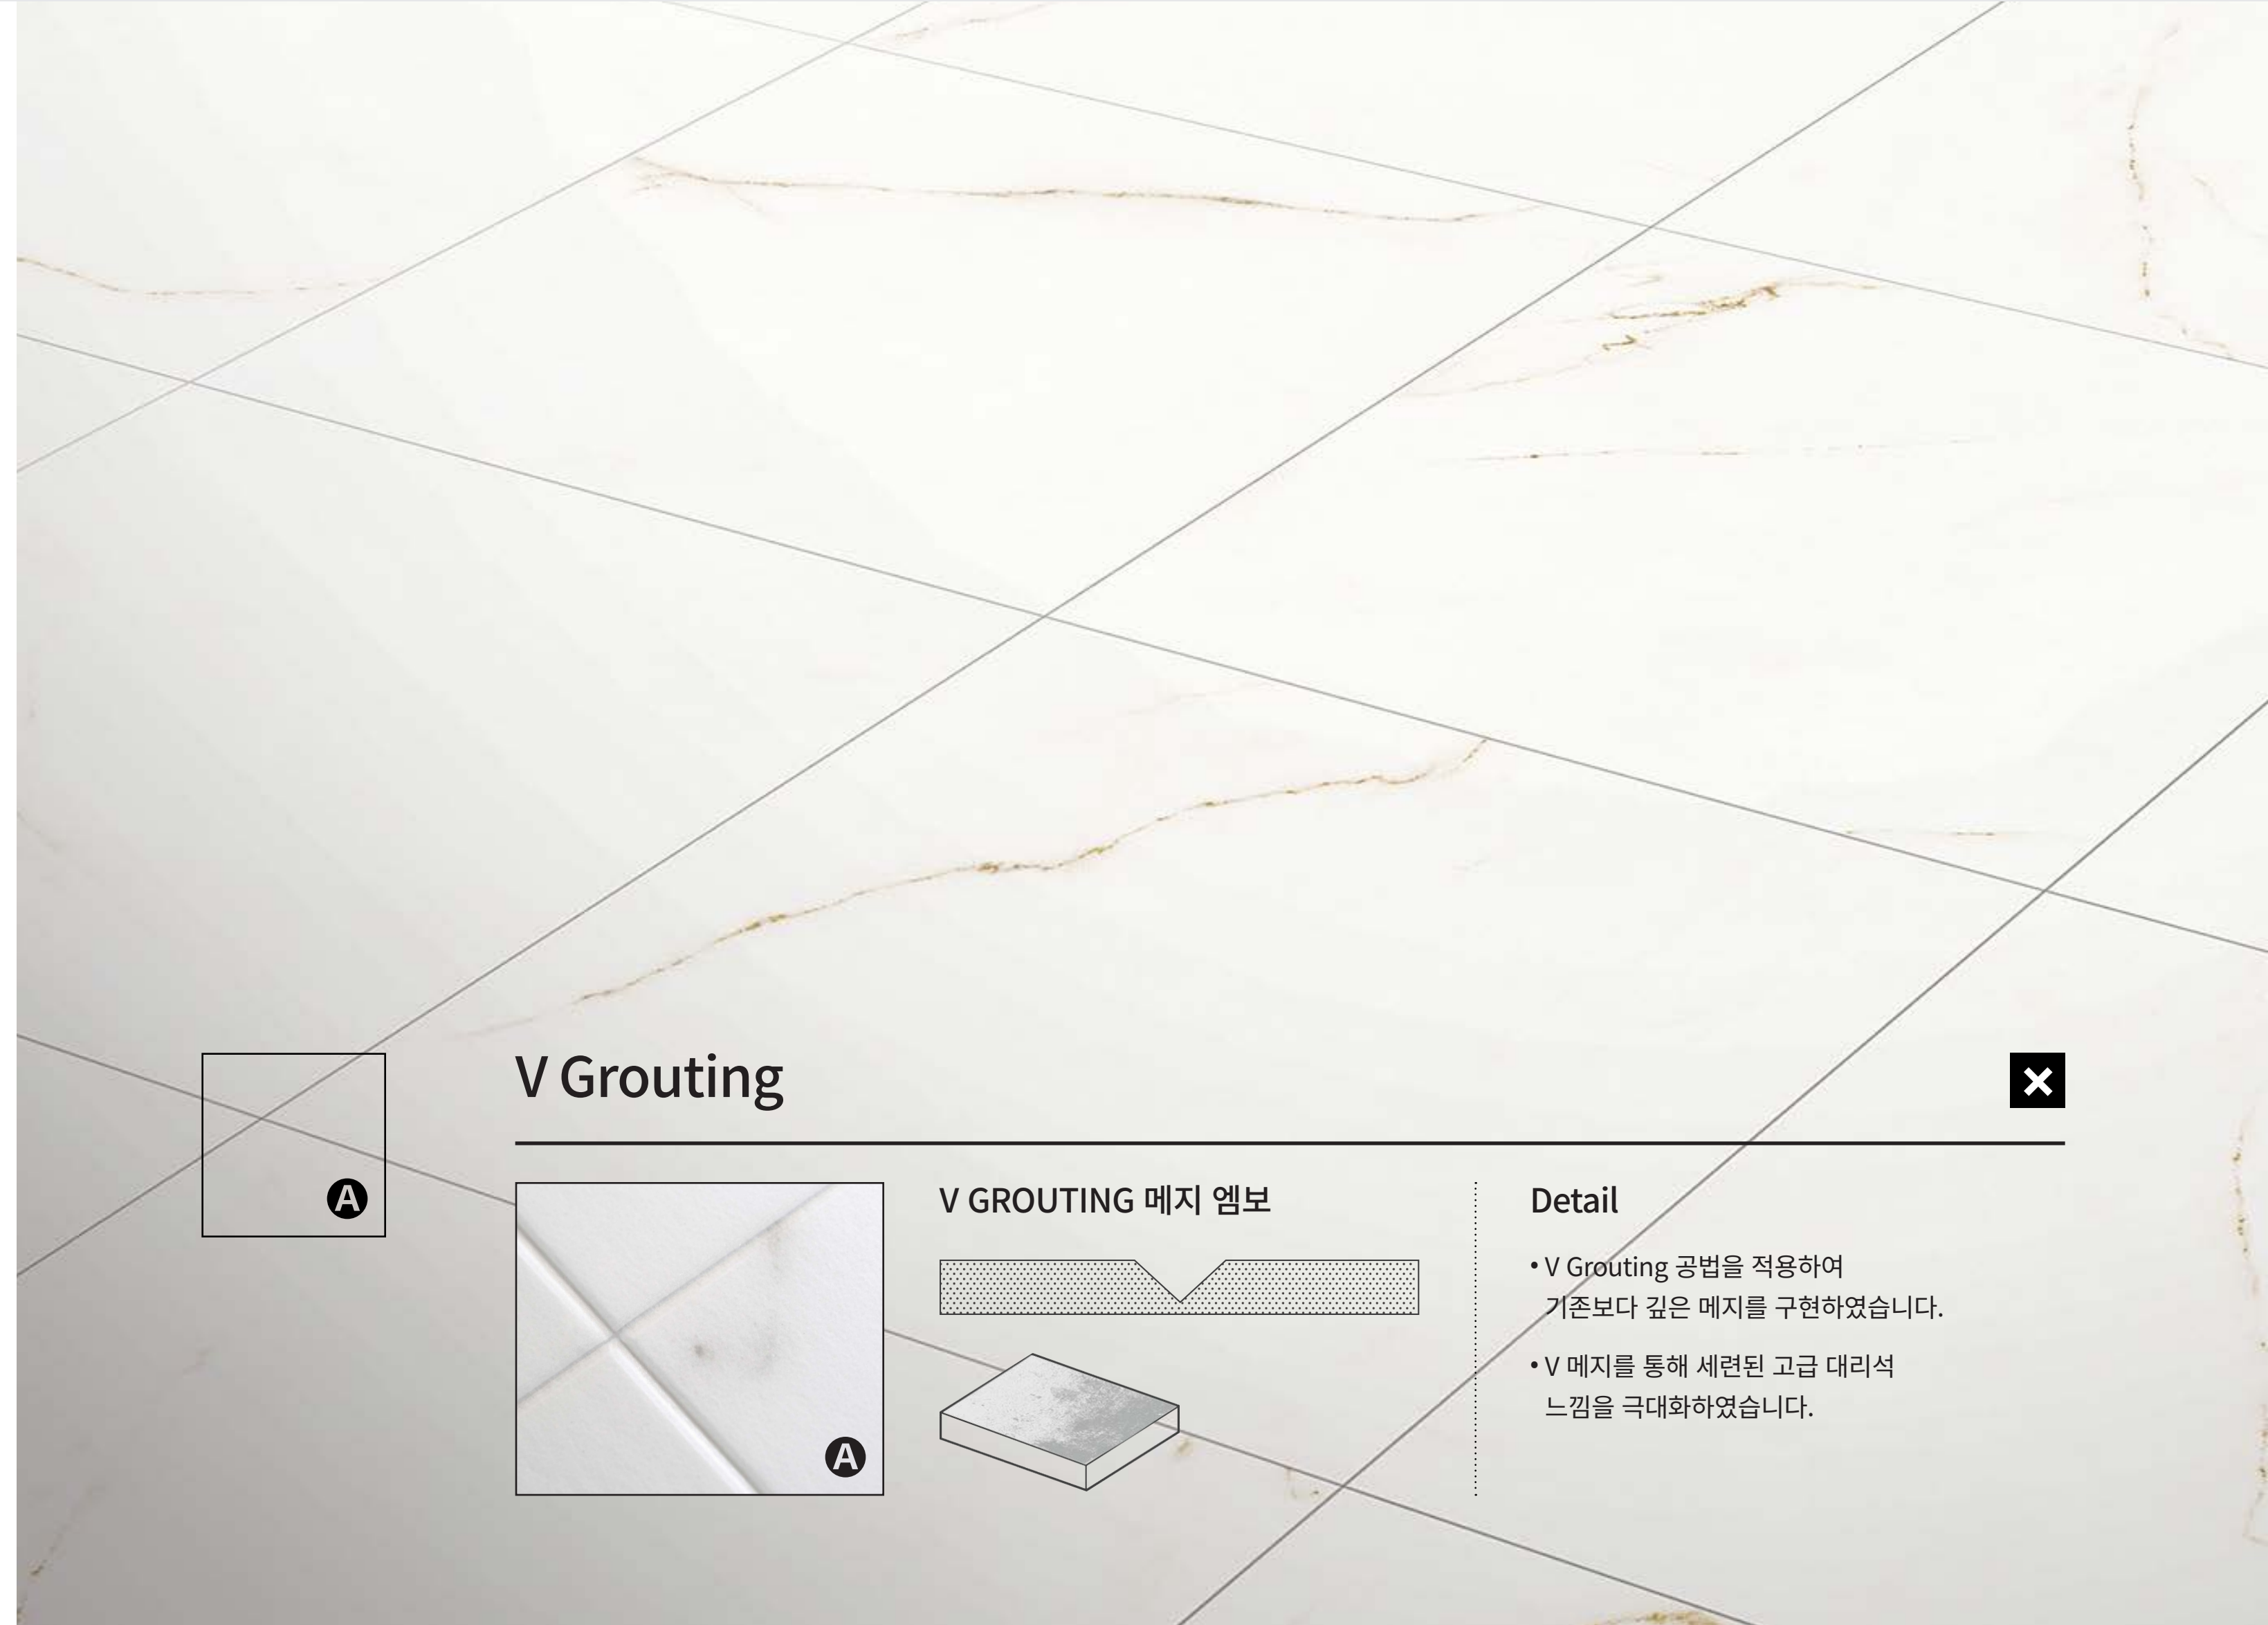 V Grouting
A
A
V GROUTING 메지 엠보
Detail
• V Grouting 공법을 적용하여
기존보다 깊은 메지를 구현하였습니다.
• V 메지를 통해 세련된 고급 대리석
느낌을 극대화하였습니다.